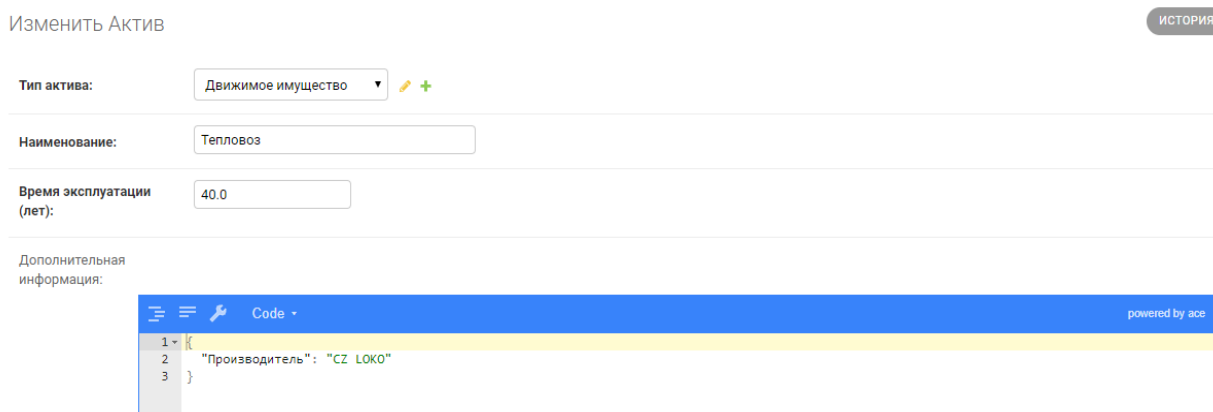 Изменить Актив
ИСТОРИЯ
Тип актива:
Движимое имущество
Наименование:
Тепловоз
Время эксплуатации
(лет):
40.0
Дополнительная
информация:
Code
powered by ace
1 {
2 "Производитель": "CZ LOKO"
3 }